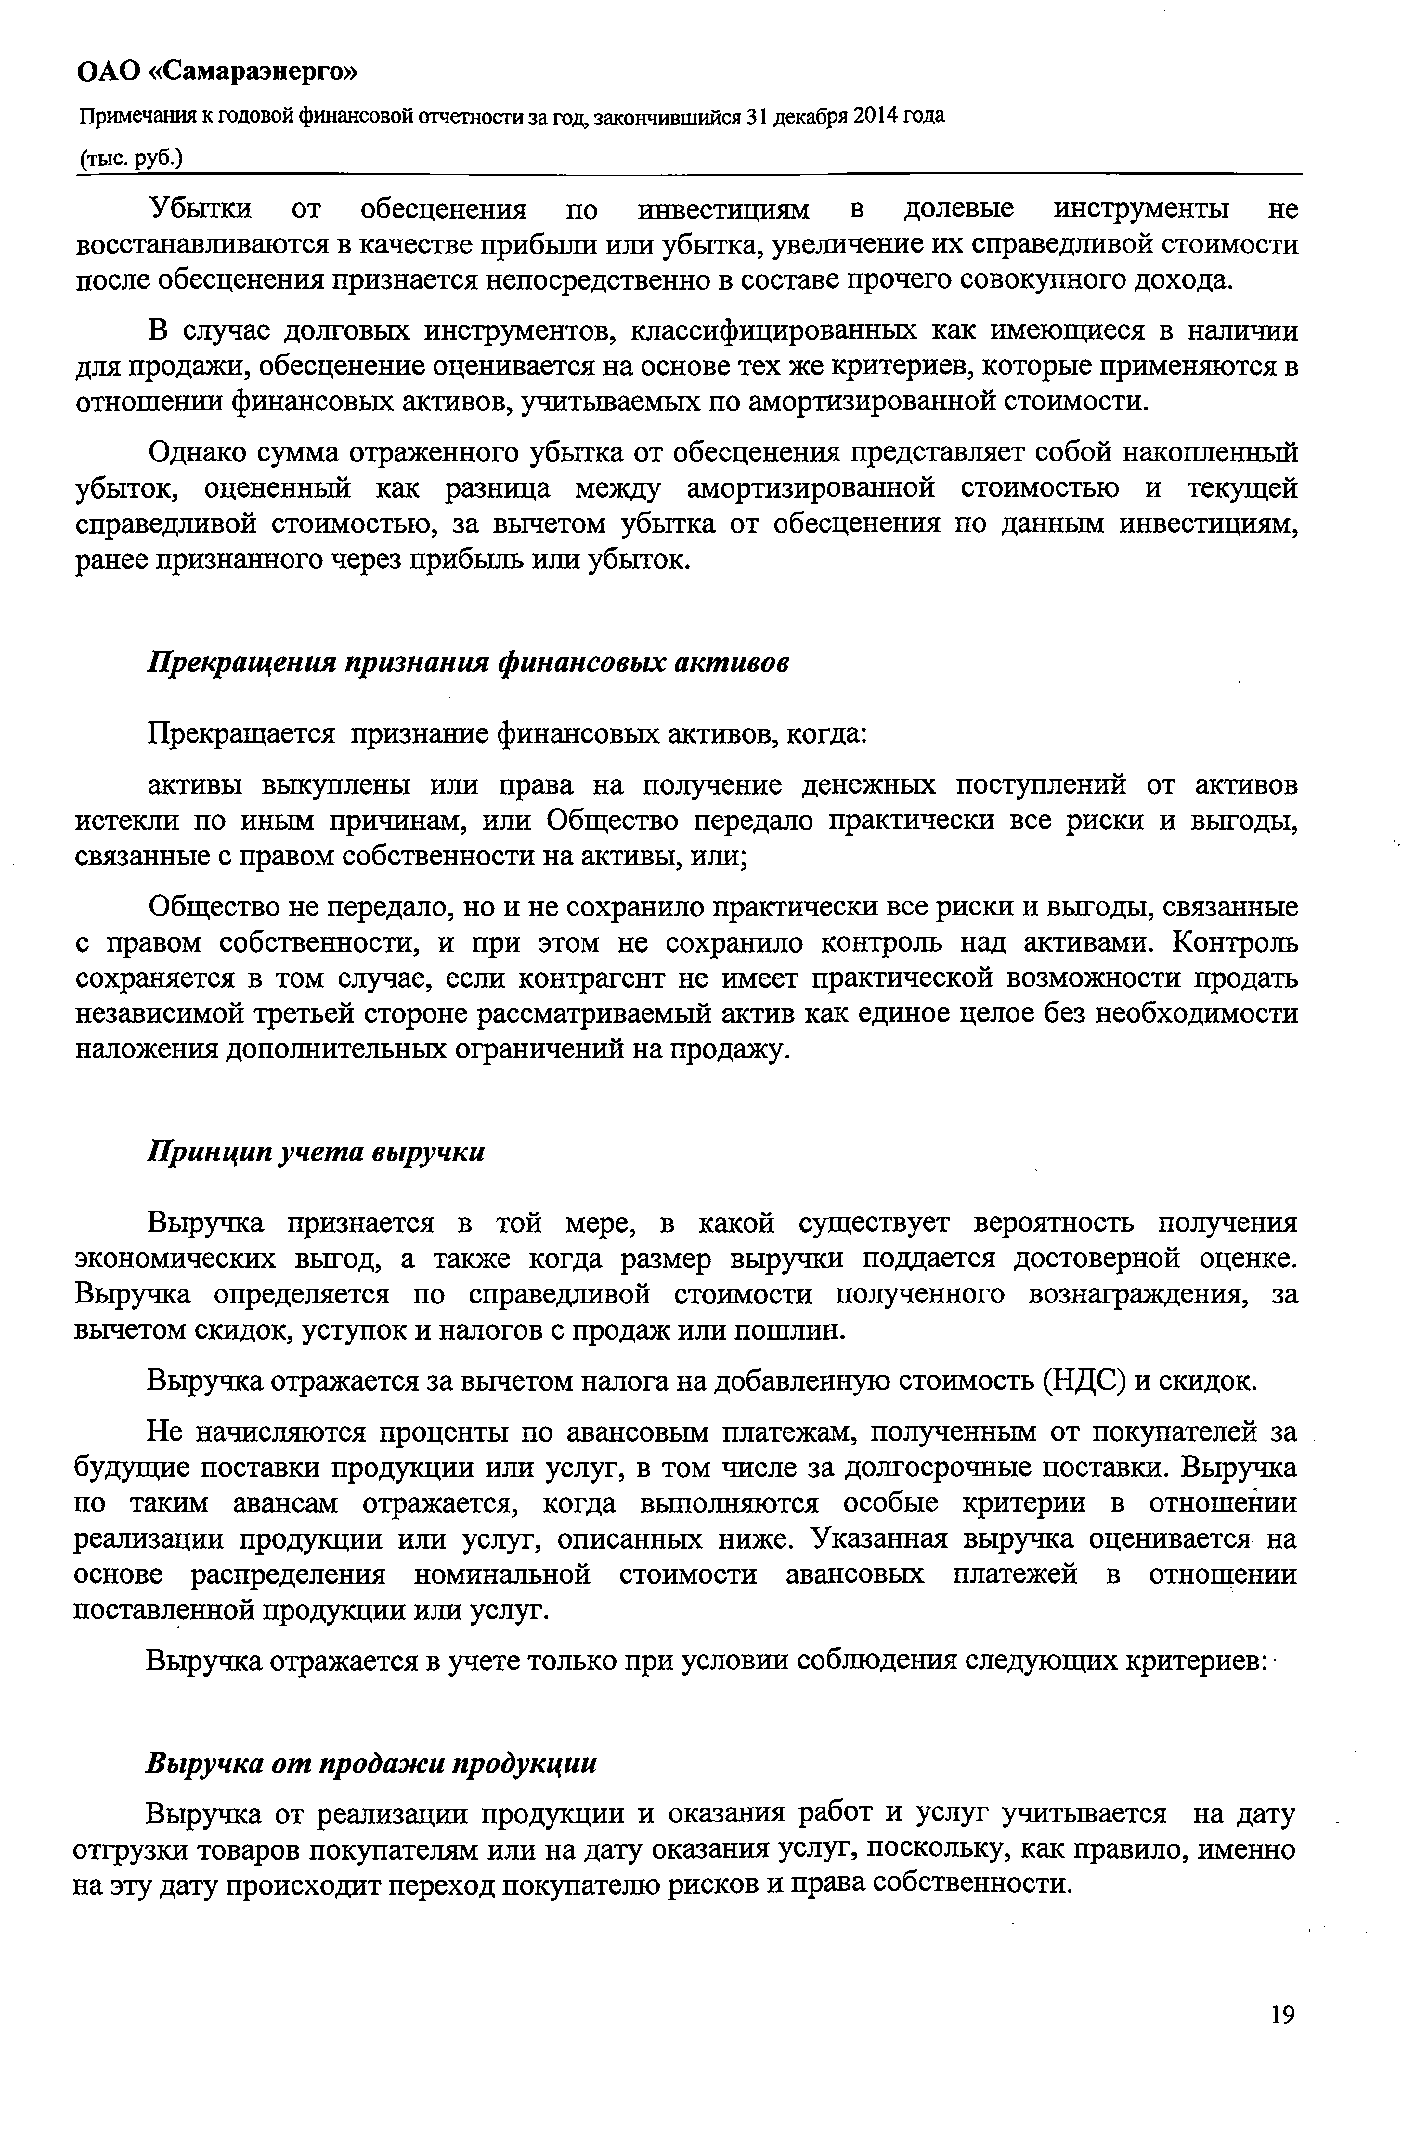 ОАО «Самараэнерго»
Примечания к годовой финансовой отчетности за год, закончившийся 31 декабря 2014 года
(тыс. руб.)
Убытки от обесценения по инвестициям в долевые инструменты не
восстанавливаются в качестве прибыли или убытка, увеличение их справедливой стоимости
после обесценения признается непосредственно в составе прочего совокупного дохода.
В случае долговых инструментов, классифицированных как имеющиеся в наличии
для продажи, обесценение оценивается на основе тех же критериев, которые применяются в
отношении финансовых активов, учитываемых по амортизированной стоимости.
Однако сумма отраженного убытка от обесценения представляет собой накопленный
убыток, оцененный как разница между амортизированной стоимостью и текущей
справедливой стоимостью, за вычетом убытка от обесценения по данным инвестициям,
ранее признанного через прибыль или убыток.
Прекращения признания финансовых активов
Прекращается признание финансовых активов, когда:
активы выкуплены или права на получение денежных поступлений от активов
истекли по иным причинам, или Общество передало практически все риски и выгоды,
связанные с правом собственности на активы, или;
Общество не передало, но и не сохранило практически все риски и выгоды, связанные
с правом собственности, и при этом не сохранило контроль над активами. Контроль
сохраняется в том случае, если контрагент не имеет практической возможности продать
независимой третьей стороне рассматриваемый актив как единое целое без необходимости
наложения дополнительных ограничений на продажу.
Принцип учета выручки
Выручка признается в той мере, в какой существует вероятность получения
экономических выгод, а также когда размер выручки поддается достоверной оценке.
Выручка определяется по справедливой стоимости полученного вознаграждения, за
вычетом скидок, уступок и налогов с продаж или пошлин.
Выручка отражается за вычетом налога на добавленную стоимость (НДС) и скидок.
Не начисляются проценты по авансовым платежам, полученным от покупателей за
будущие поставки продукции или услуг, в том числе за долгосрочные поставки. Выручка
по таким авансам отражается, когда выполняются особые критерии в отношении
реализации продукции или услуг, описанных ниже. Указанная выручка оценивается на
основе распределения номинальной стоимости авансовых платежей в отношении
поставленной продукции или услуг.
Выручка отражается в учете только при условии соблюдения следующих критериев:
Выручка от продажи продукции
Выручка от реализации продукции и оказания работ и услуг учитывается на дату
отгрузки товаров покупателям или на дату оказания услуг, поскольку, как правило, именно
на эту дату происходит переход покупателю рисков и права собственности.
19